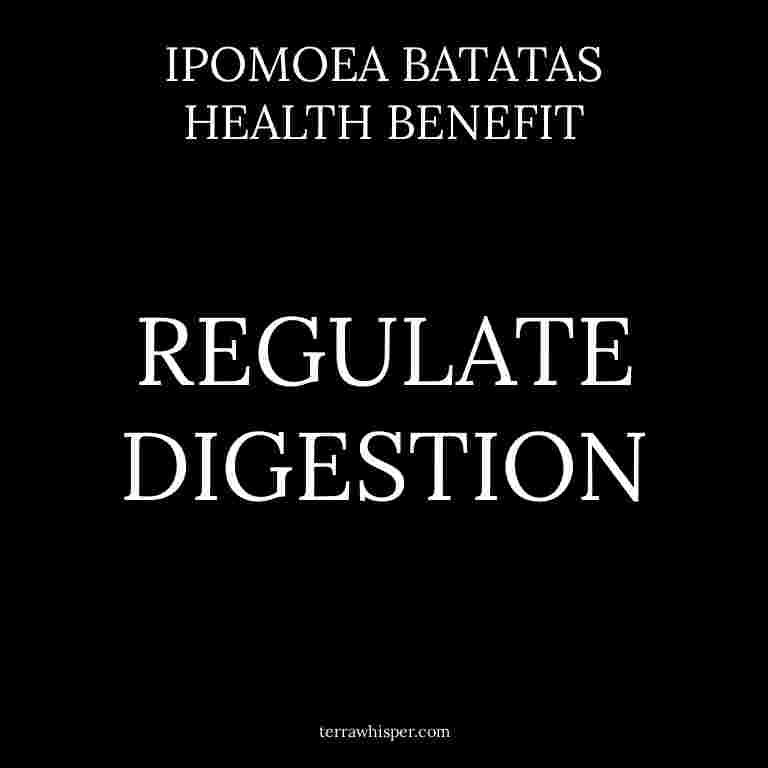 IPOMOEA BATATAS
HEALTH BENEFIT
REGULATE
DIGESTION
terrawhisper.com